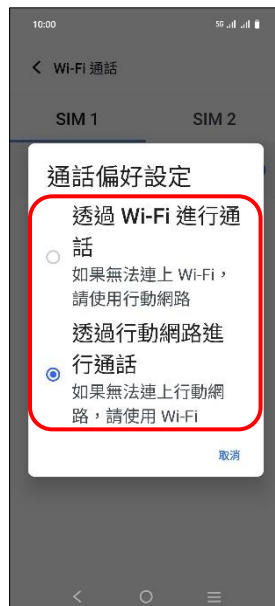 10:00
5G
Wi-Fi 通話
SIM 1
SIM 2
通話偏好設定
透過 Wi-Fi 進行通
話
如果無法連上 Wi-Fi，
請使用行動網路
透過行動網路進
行通話
如果無法連上行動網
路，請使用 Wi-Fi
取消